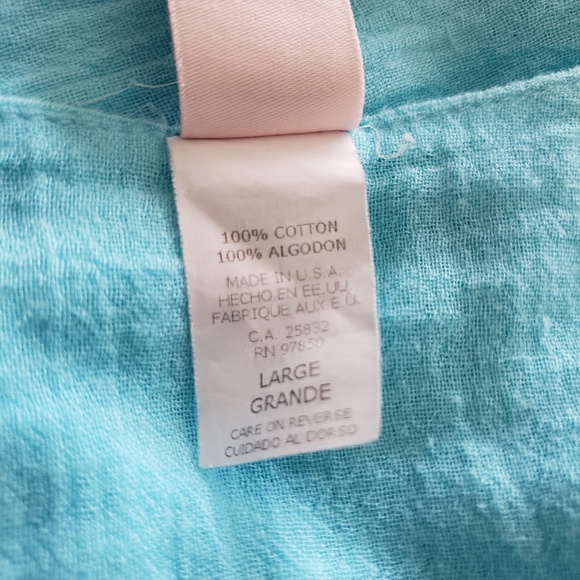 100% COTTON
100% ALGODON
MADE IN U.S.A.
HECHO EN EE.UU.
FABRIQUE AUX E.U.
C.A. 25832
RN 97850
LARGE
GRANDE
CARE ON REVERSE
CUIDADO AL DORSO